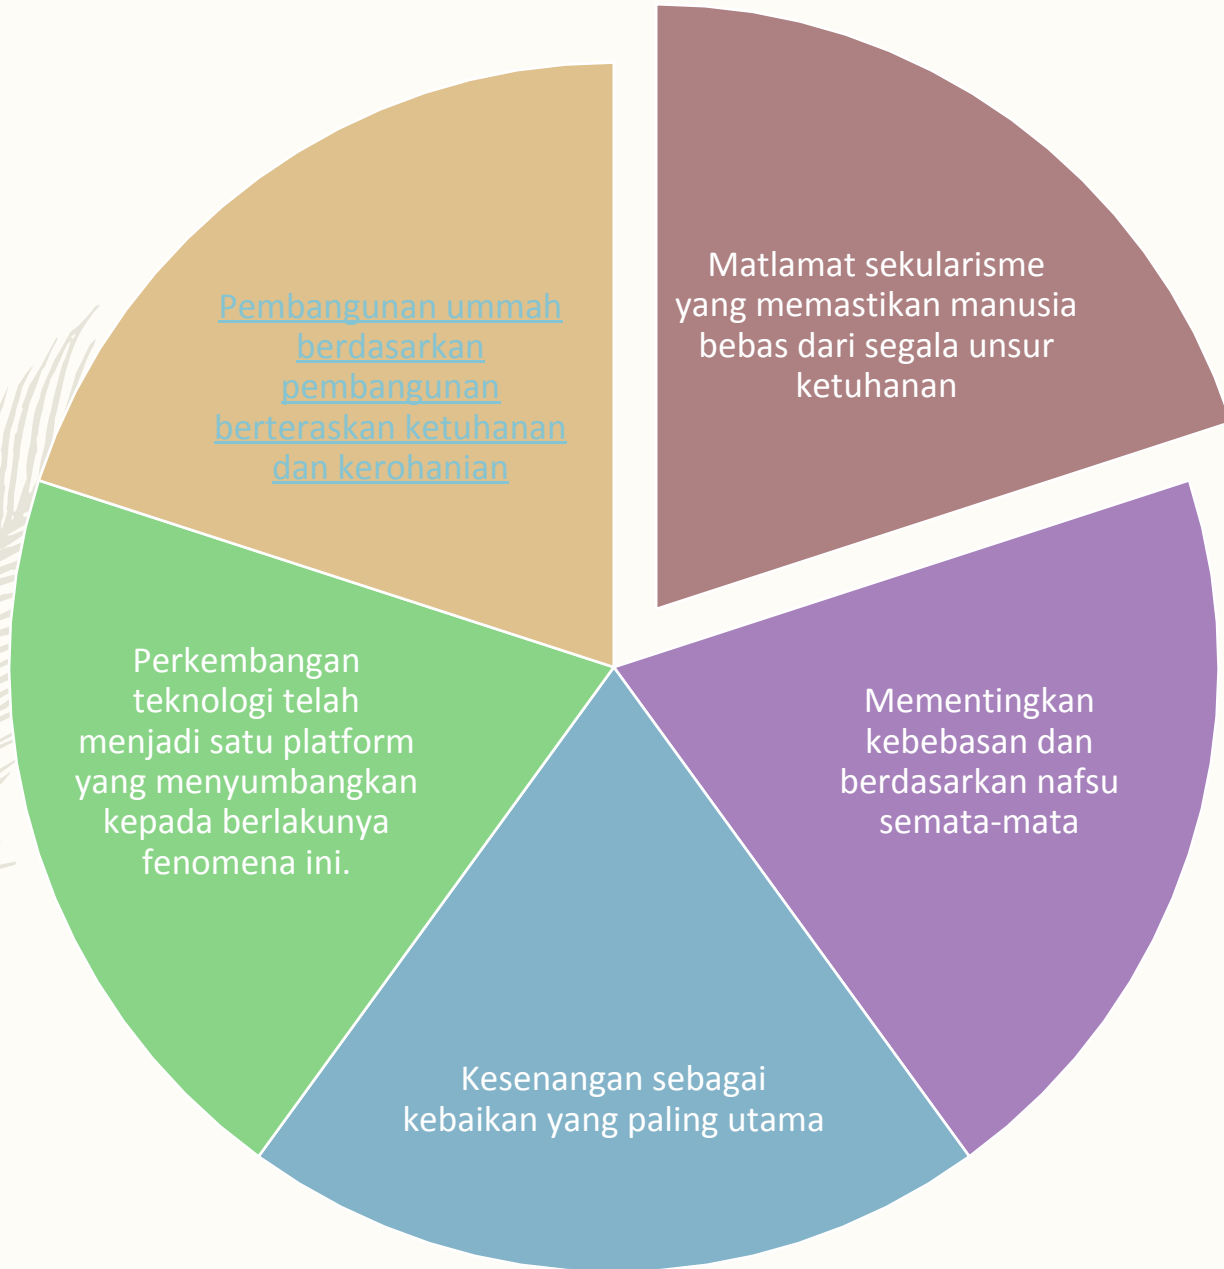 Matlamat sekularisme
yang memastikan manusia
bebas dari segala unsur
ketuhanan
Mementingkan
kebebasan dan
berdasarkan nafsu
semata-mata
Kesenangan sebagai
kebaikan yang paling utama
Perkembangan
teknologi telah
menjadi satu platform
yang menyumbangkan
kepada berlakunya
fenomena ini.
Pembangunan ummah
berdasarkan
pembangunan
berteraskan ketuhanan
dan kerohanian